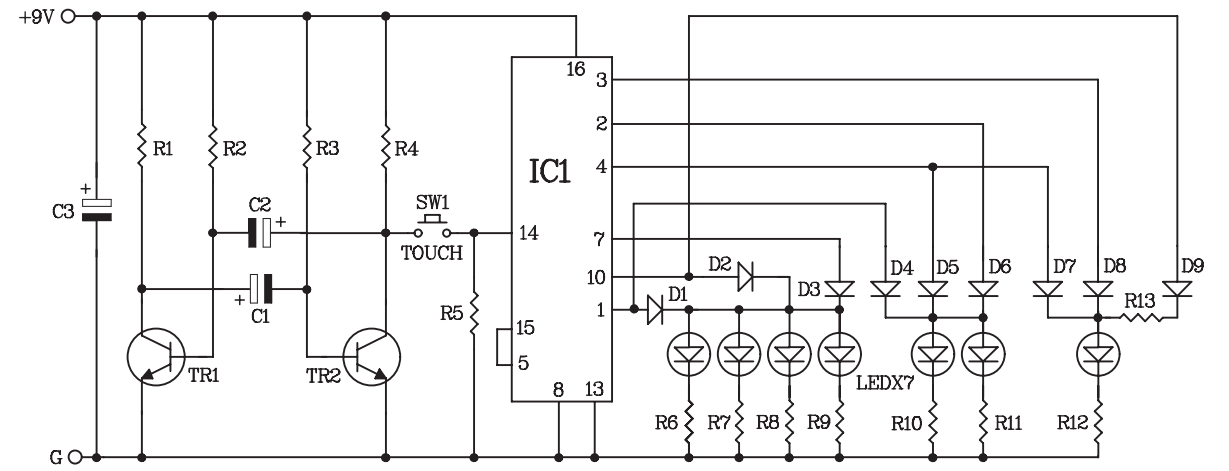 +9V
16
3
2
R1
R2
R3
R4
IC1
4
+
C3
C2
+
SW1
TOUCH
14
7
10
1
D1
D2
D3
D4
D5
D6
D7
D8
D9
R13
+
C1
R5
15
5
TR1
TR2
LEDX7
8
13
R6
R7
R8
R9
R10
R11
R12
G